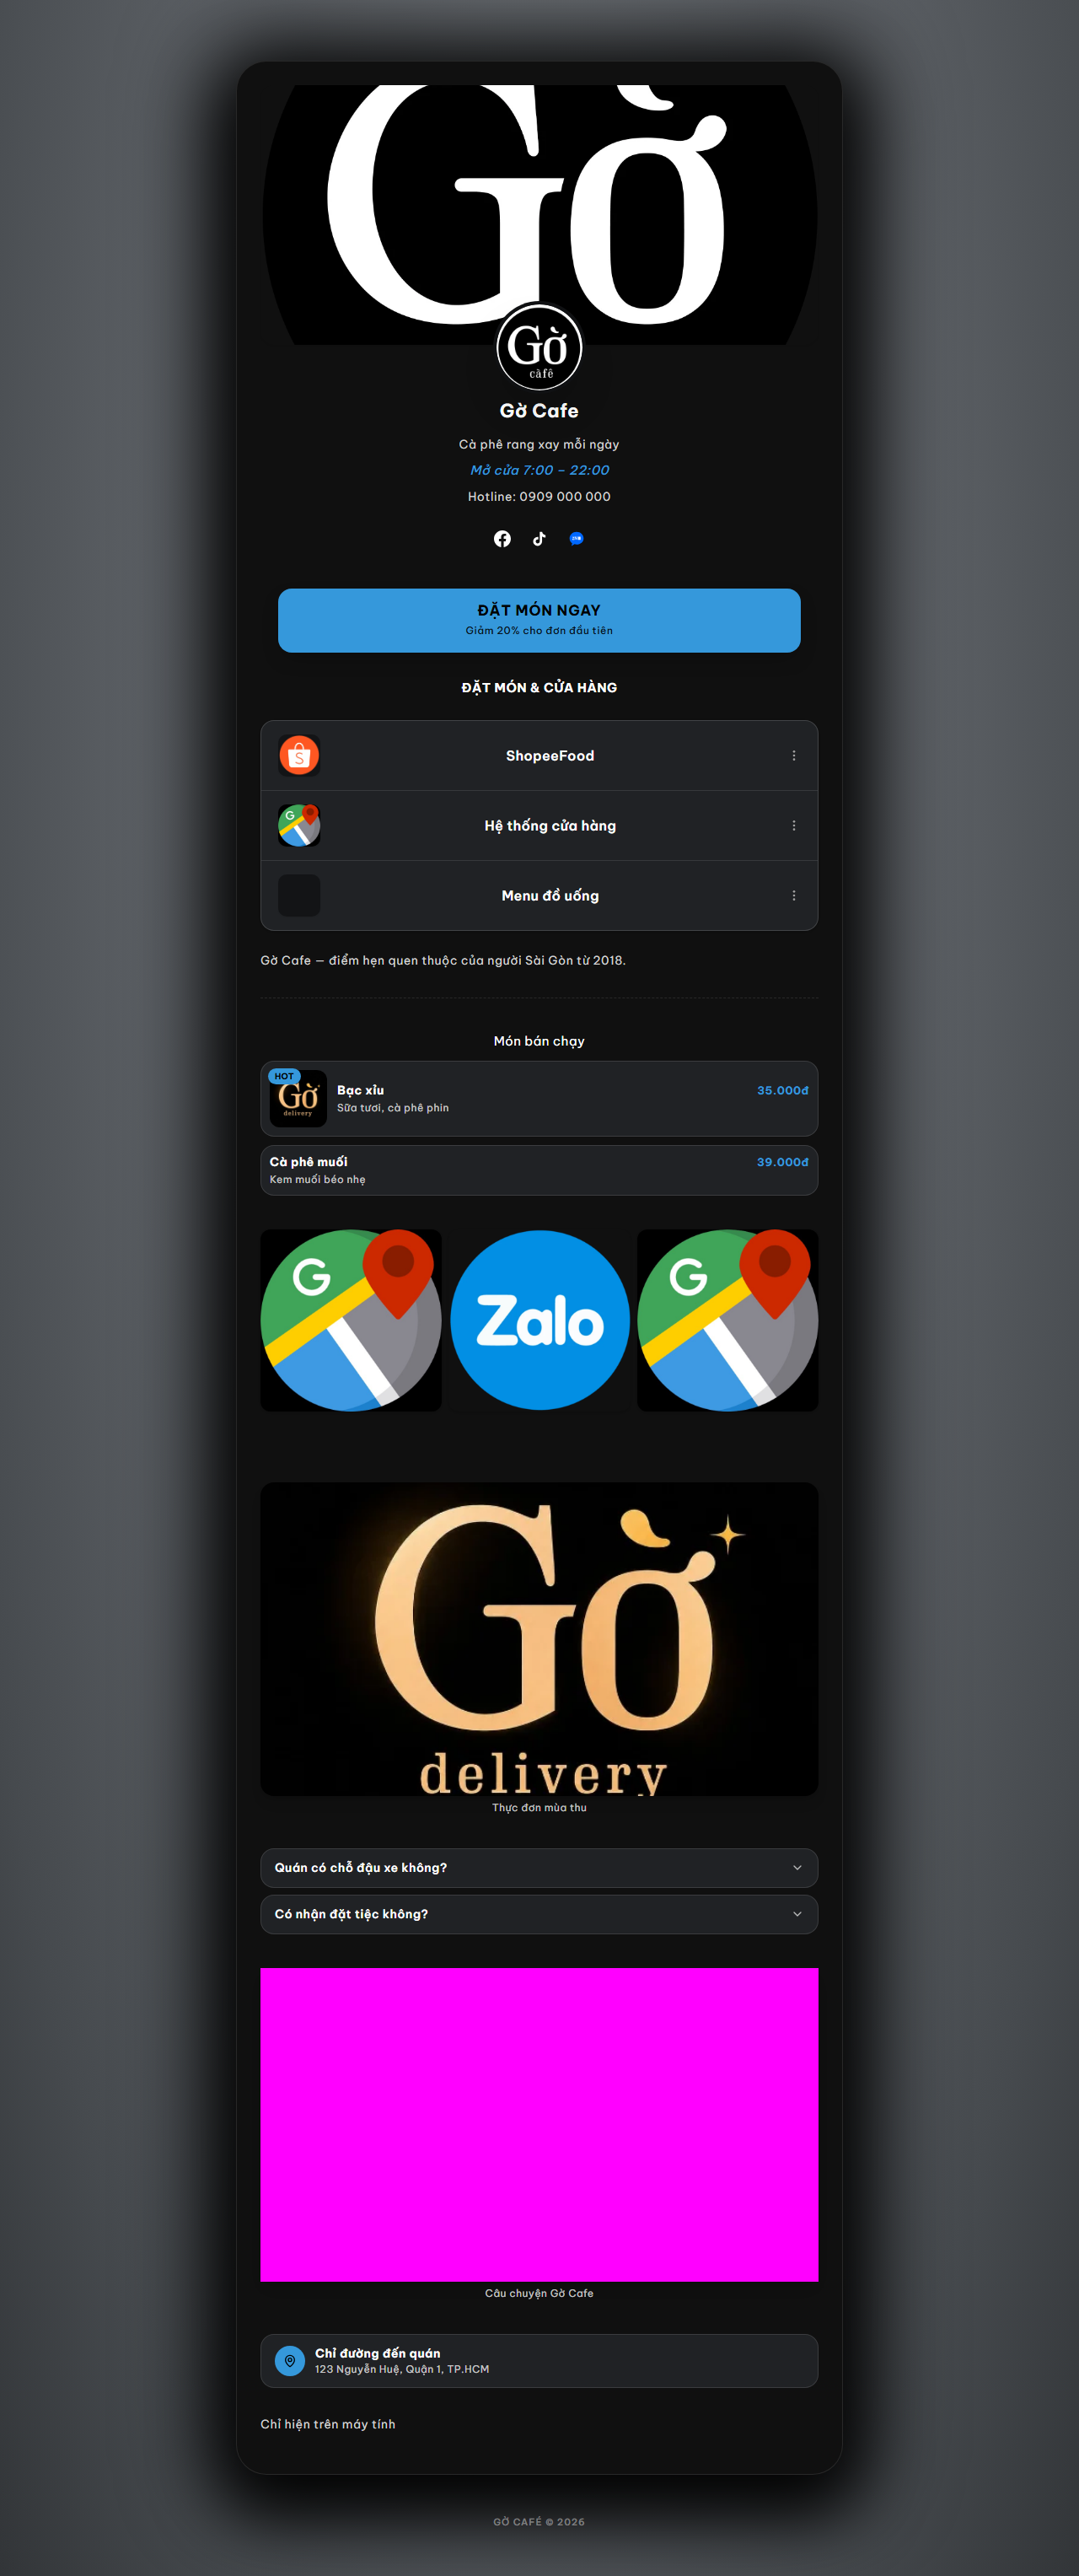 Gờ
Gờ
càfê
Gờ Cafe
Cà phê rang xay mỗi ngày
Mở cửa 7:00 – 22:00
Hotline: 0909 000 000
ĐẶT MÓN NGAY
Giảm 20% cho đơn đầu tiên
ĐẶT MÓN & CỬA HÀNG
ShopeeFood
Hệ thống cửa hàng
Menu đồ uống
Gờ Cafe — điểm hẹn quen thuộc của người Sài Gòn từ 2018.
Món bán chạy
HOT
Gờ
delivery
Bạc xỉu
35.000đ
Sữa tươi, cà phê phin
Cà phê muối
39.000đ
Kem muối béo nhẹ
G
Zalo
G
Gờ
delivery
Thực đơn mùa thu
Quán có chỗ đậu xe không?
Có nhận đặt tiệc không?
Câu chuyện Gờ Cafe
Chỉ đường đến quán
123 Nguyễn Huệ, Quận 1, TP.HCM
Chỉ hiện trên máy tính
GỜ CAFÉ © 2026